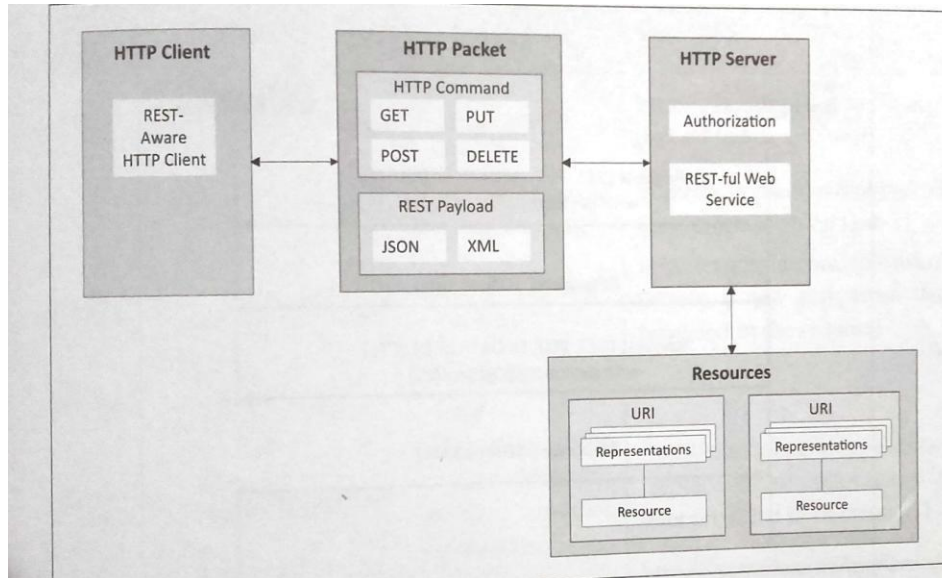 HTTP Client
REST-
Aware
HTTP Client
HTTP Packet
HTTP Command
GET
PUT
POST
DELETE
REST Payload
JSON
XML
HTTP Server
Authorization
REST-ful Web
Service
Resources
URI
Representations
Resource
URI
Representations
Resource